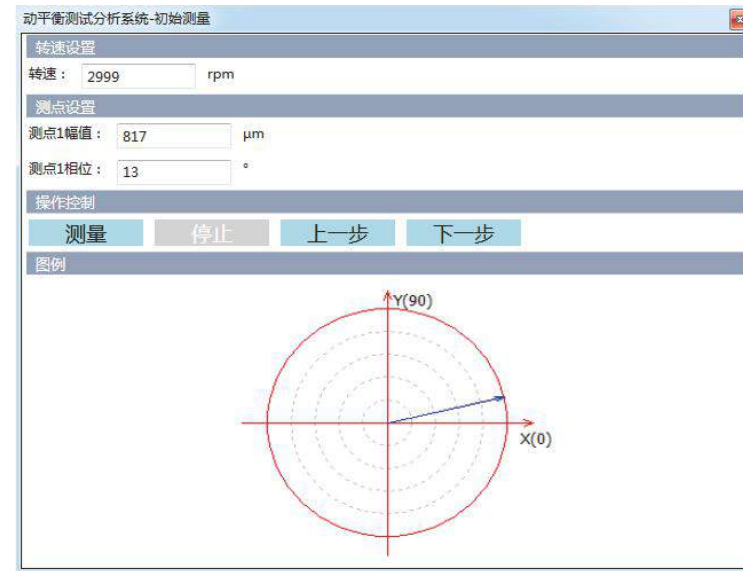 动平衡测试分析系统-初始测量
转速设置
转速： 2999 rpm
测点设置
测点1幅值： 817 μm
测点1相位： 13 °
操作控制
测量 停止 上一步 下一步
图例
Y(90)
X(0)